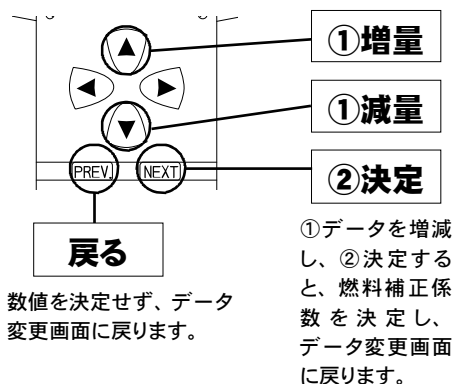 ①増量
①減量
▲
◀
▶
▼
PREV.
NEXT
②決定
戻る
数値を決定せず、データ
変更画面に戻ります。
①データを増減
し、②決定する
と、燃料補正係
数を決定し、
データ変更画面
に戻ります。